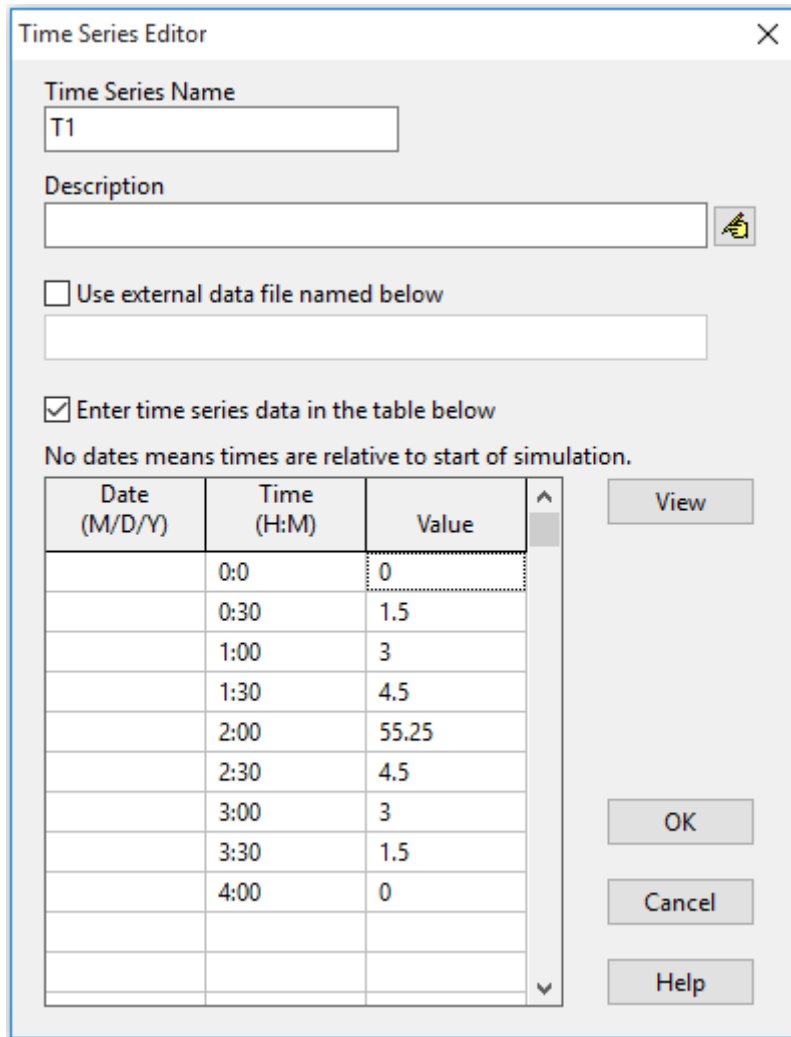 Time Series Editor
Time Series Name
T1
Description
Use external data file named below
Enter time series data in the table below
No dates means times are relative to start of simulation.
Date (M/D/Y) Time (H:M) Value
0:0 0
0:30 1.5
1:00 3
1:30 4.5
2:00 55.25
2:30 4.5
3:00 3
3:30 1.5
4:00 0
View
OK
Cancel
Help